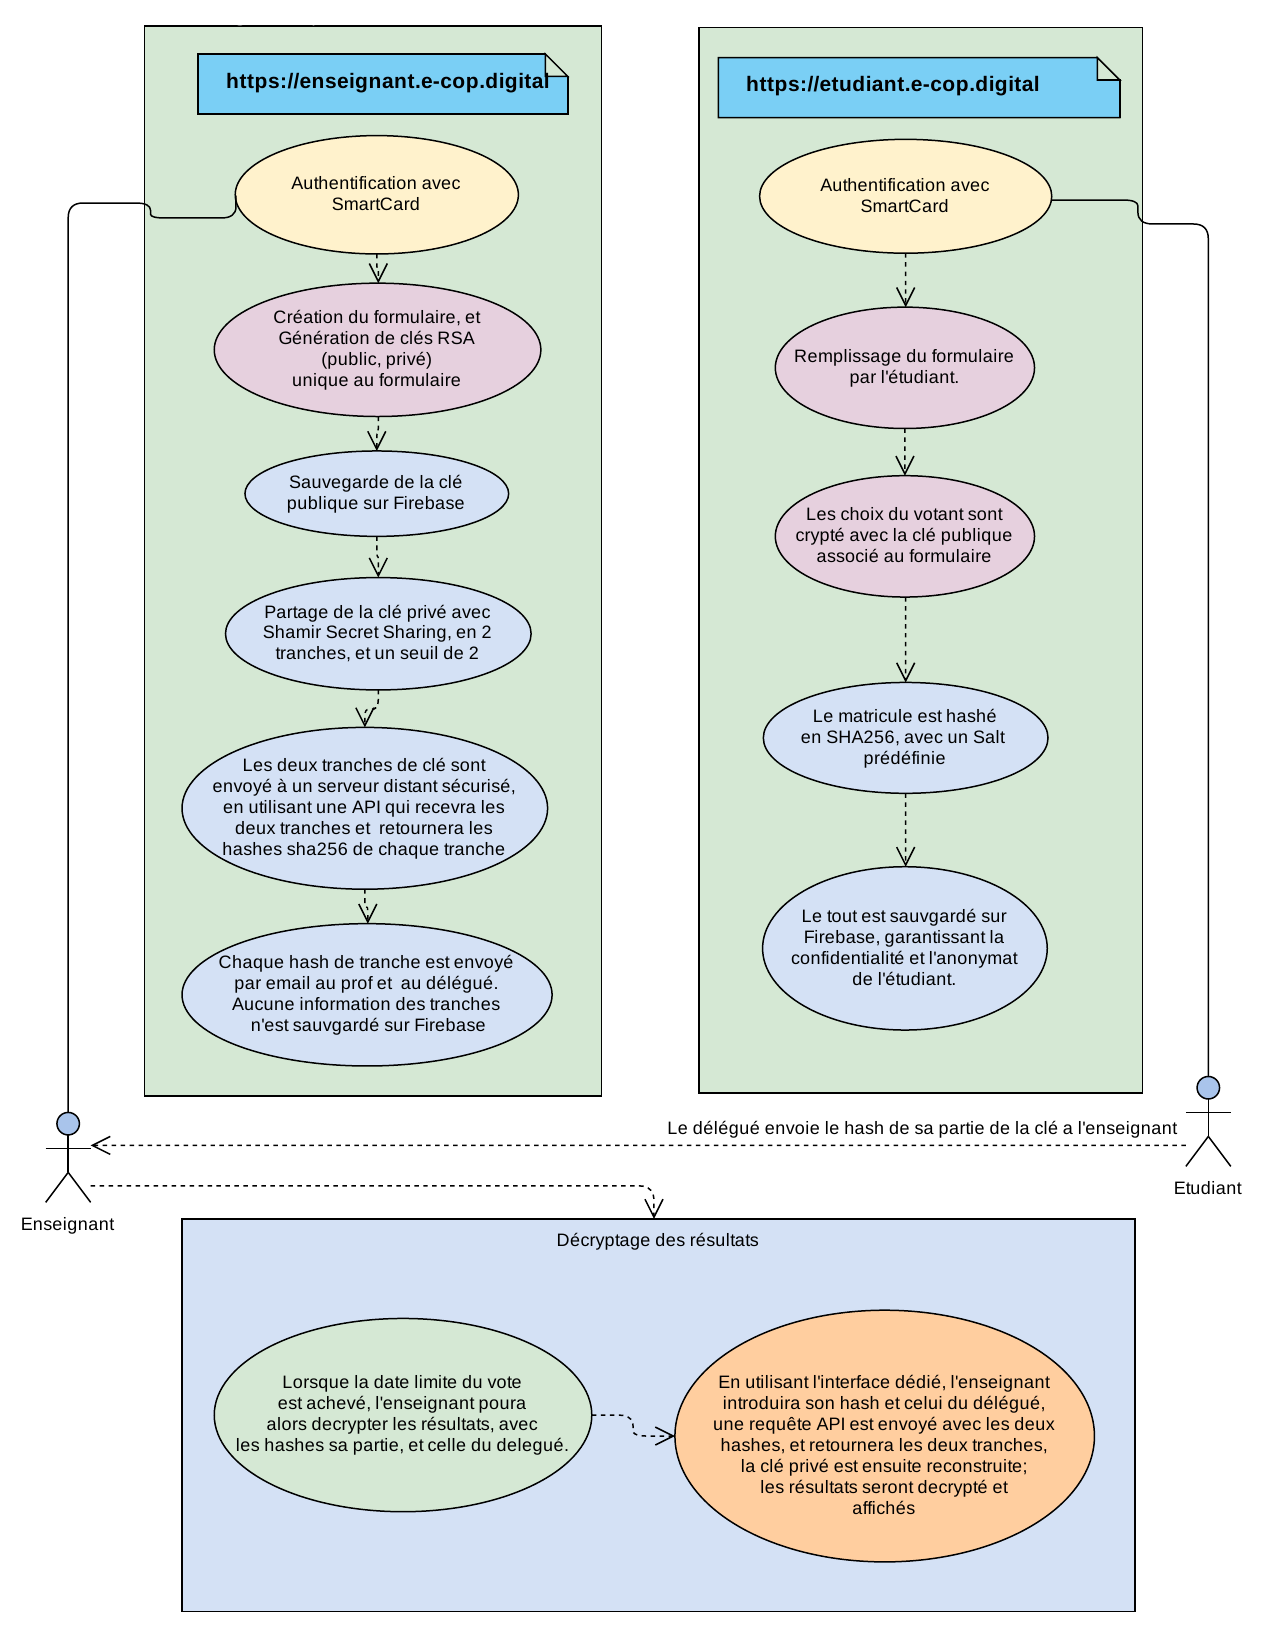 https://enseignant.e-cop.digital
Authentification avec
SmartCard
Création du formulaire, et
Génération de clés RSA
(public, privé)
unique au formulaire
Sauvegarde de la clé
publique sur Firebase
Partage de la clé privé avec
Shamir Secret Sharing, en 2
tranches, et un seuil de 2
Les deux tranches de clé sont
envoyé à un serveur distant sécurisé,
en utilisant une API qui recevra les
deux tranches et  retournera les
hashes sha256 de chaque tranche
Chaque hash de tranche est envoyé
par email au prof et  au délégué.
Aucune information des tranches
n'est sauvgardé sur Firebase
https://etudiant.e-cop.digital
Authentification avec
SmartCard
Remplissage du formulaire
par l'étudiant.
Les choix du votant sont
crypté avec la clé publique
associé au formulaire
Le matricule est hashé
en SHA256, avec un Salt
prédéfinie
Le tout est sauvgardé sur
Firebase, garantissant la
confidentialité et l'anonymat
de l'étudiant.
Le délégué envoie le hash de sa partie de la clé a l'enseignant
Etudiant
Enseignant
Décryptage des résultats
Lorsque la date limite du vote
est achevé, l'enseignant poura
alors decrypter les résultats, avec
les hashes sa partie, et celle du delegué.
En utilisant l'interface dédié, l'enseignant
introduira son hash et celui du délégué,
une requête API est envoyé avec les deux
hashes, et retournera les deux tranches,
la clé privé est ensuite reconstruite;
les résultats seront decrypté et
affichés